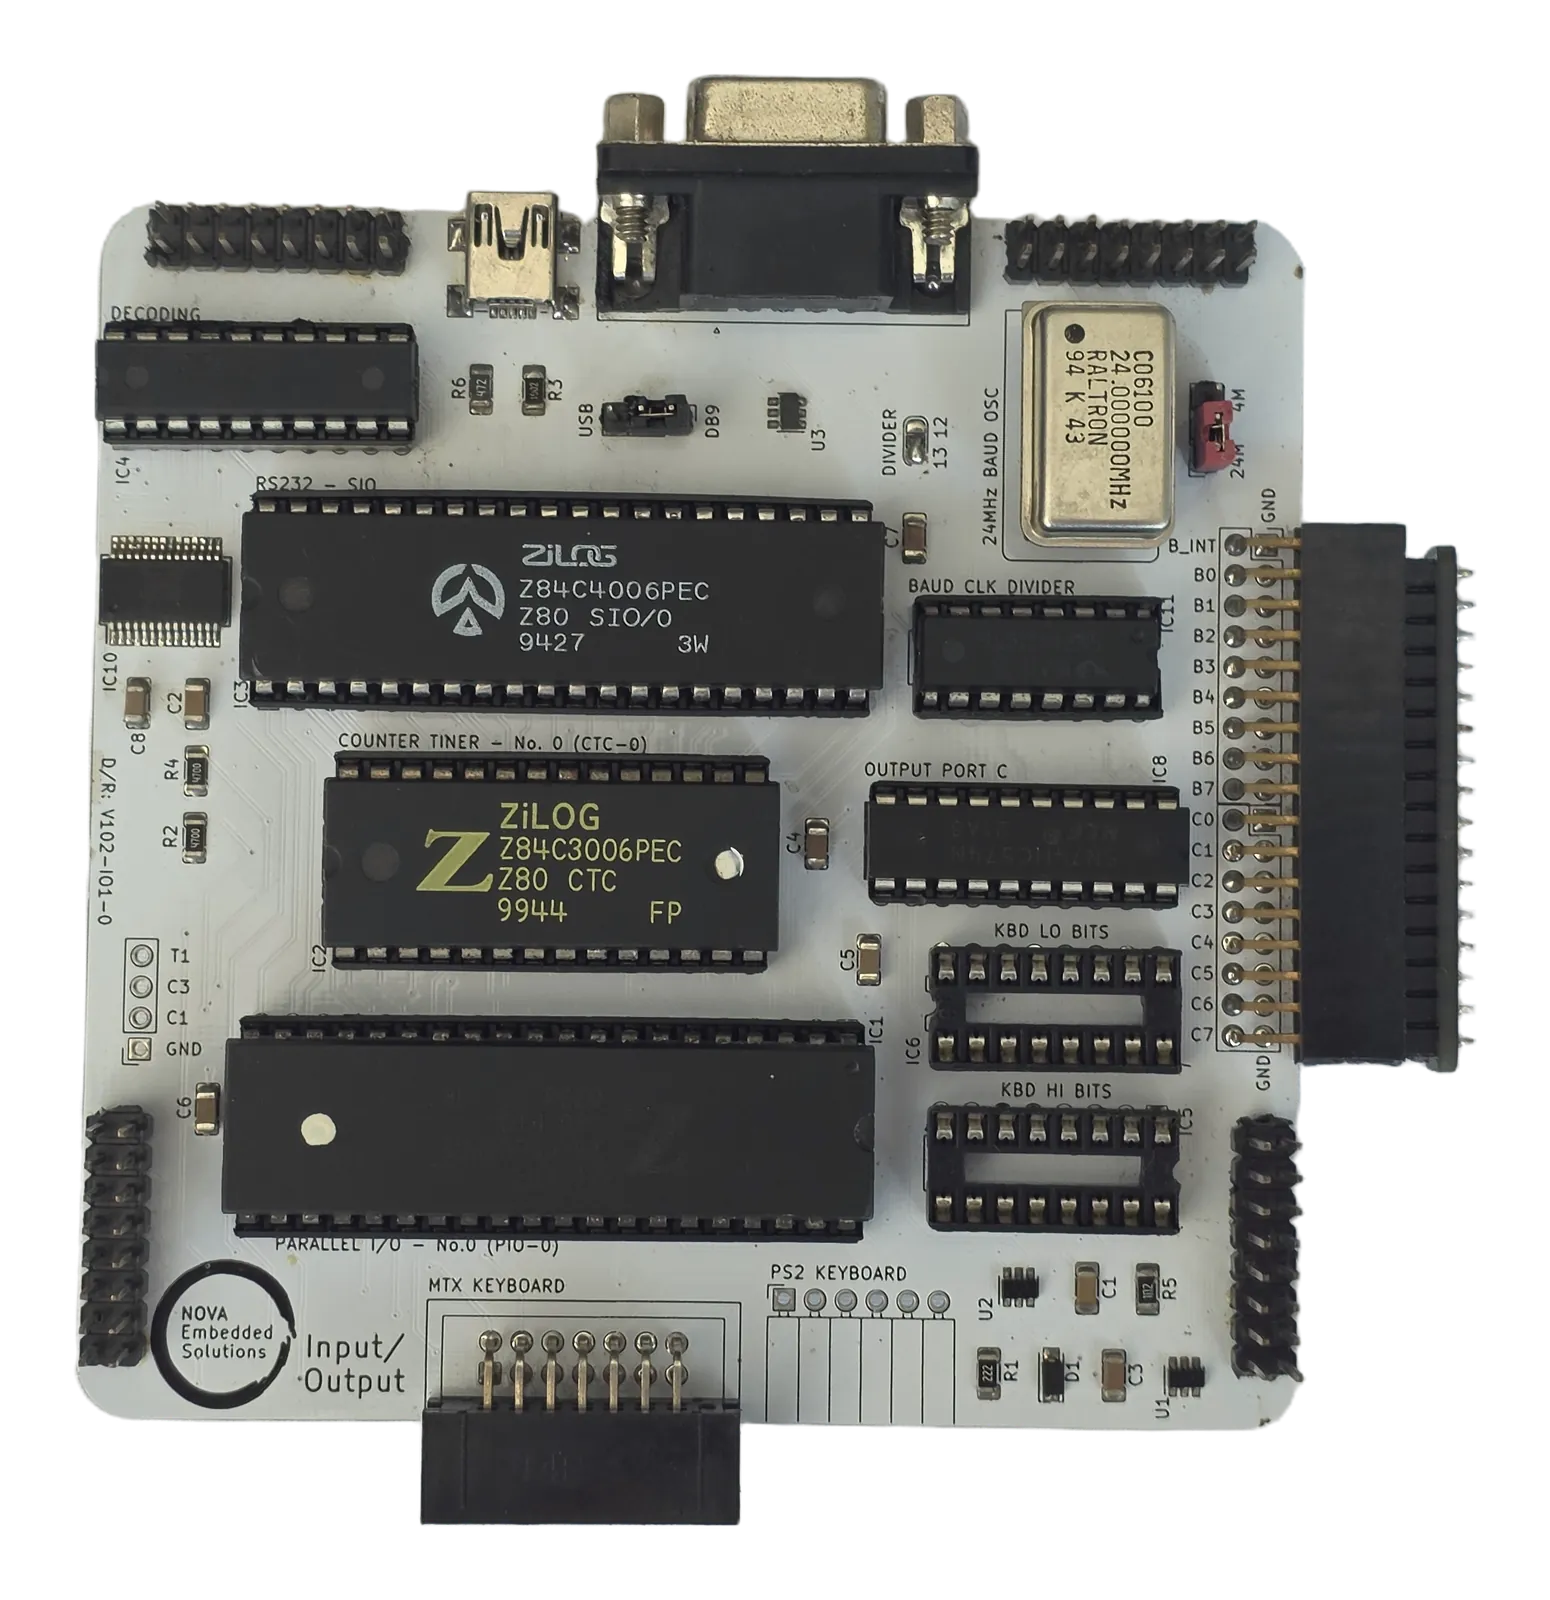 DECODING
IC4
R6
472
R3
1002
USB
DB9
U3
DIVIDER
13 12
24MHz BAUD OSC
CO6100
24.000000MHz
RALTRON
94 K 43
4M
24M
RS232 - SIO
ZiLOG
Z84C4006PEC
Z80 SIO/0
9427 3W
IC3
C7
IC10
C8
C2
R4
4700
R2
4700
D/R: V102-IO1-0
BAUD CLK DIVIDER
IC11
GND
B_INT
B0
B1
B2
B3
B4
B5
B6
B7
C0
C1
C2
C3
C4
C5
C6
C7
GND
COUNTER TINER - No. 0 (CTC-0)
ZiLOG
Z
Z84C3006PEC
Z80 CTC
9944 FP
IC2
C4
OUTPUT PORT C
IC8
KBD LO BITS
C5
IC6
KBD HI BITS
IC5
T1
C3
C1
GND
IC1
C6
PARALLEL I/O - No.0 (PIO-0)
NOVA
Embedded
Solutions
Input/
Output
MTX KEYBOARD
PS2 KEYBOARD
U2
C1
R5
R1
222
D1
C3
U1